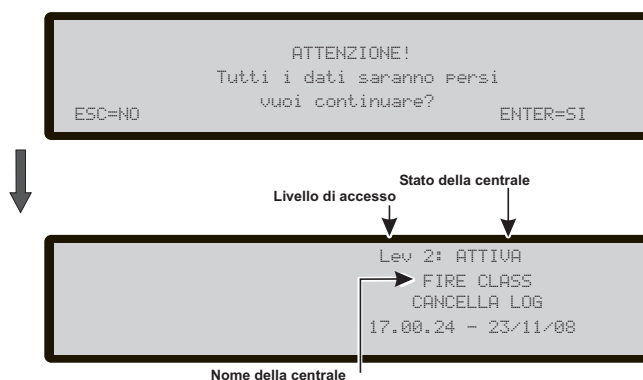 ATTENZIONE!
Tutti i dati saranno persi
vuoi continuare?
ESC=NO ENTER=SI
Stato della centrale
Livello di accesso
Lev 2: ATTIVA
FIRE CLASS
CANCELLA LOG
17.00.24 - 23/11/08
Nome della centrale